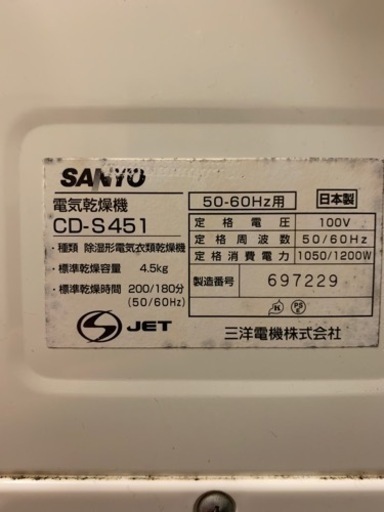 SANYO
電気乾燥機
CD-S451
・種類 除湿形電気衣類乾燥機
・標準乾燥容量 4.5kg
・標準乾燥時間 200/180分
(50/60Hz)
S JET
50-60Hz用
日本製
定格電圧 100V
定格周波数 50/60Hz
定格消費電力 1050/1200W
製造番号 697229
PS
E
三洋電機株式会社